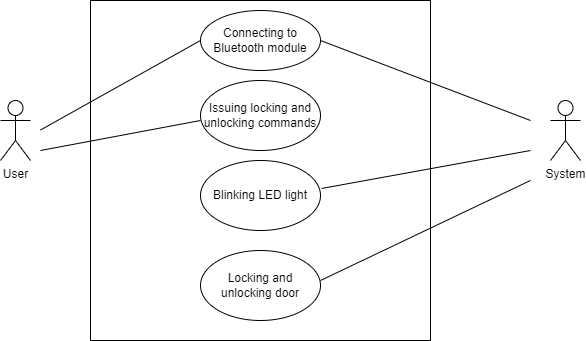 Connecting to
Bluetooth module
Issuing locking and
unlocking commands
User
System
Blinking LED light
Locking and
unlocking door